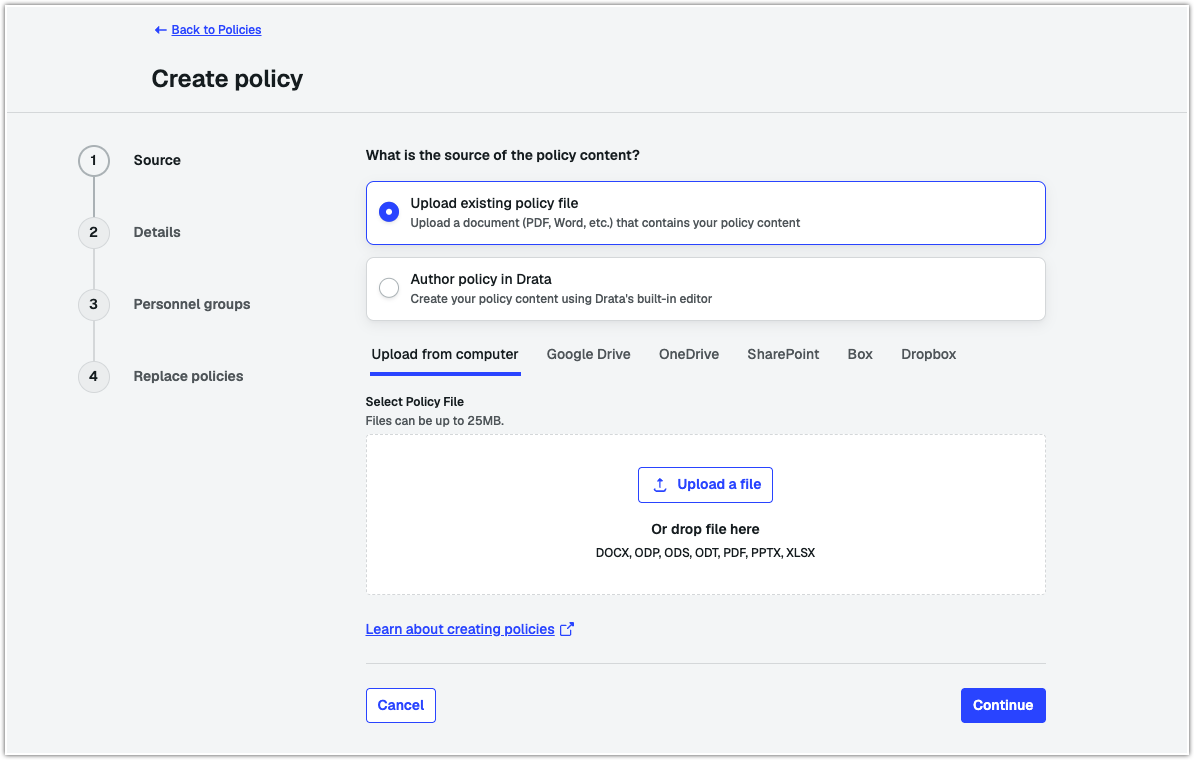 Back to Policies
Create policy
1 Source
2 Details
3 Personnel groups
4 Replace policies
What is the source of the policy content?
Upload existing policy file
Upload a document (PDF, Word, etc.) that contains your policy content
Author policy in Drata
Create your policy content using Drata's built-in editor
Upload from computer Google Drive OneDrive SharePoint Box Dropbox
Select Policy File
Files can be up to 25MB.
Upload a file
Or drop file here
DOCX, ODP, ODS, ODT, PDF, PPTX, XLSX
Learn about creating policies
Cancel Continue